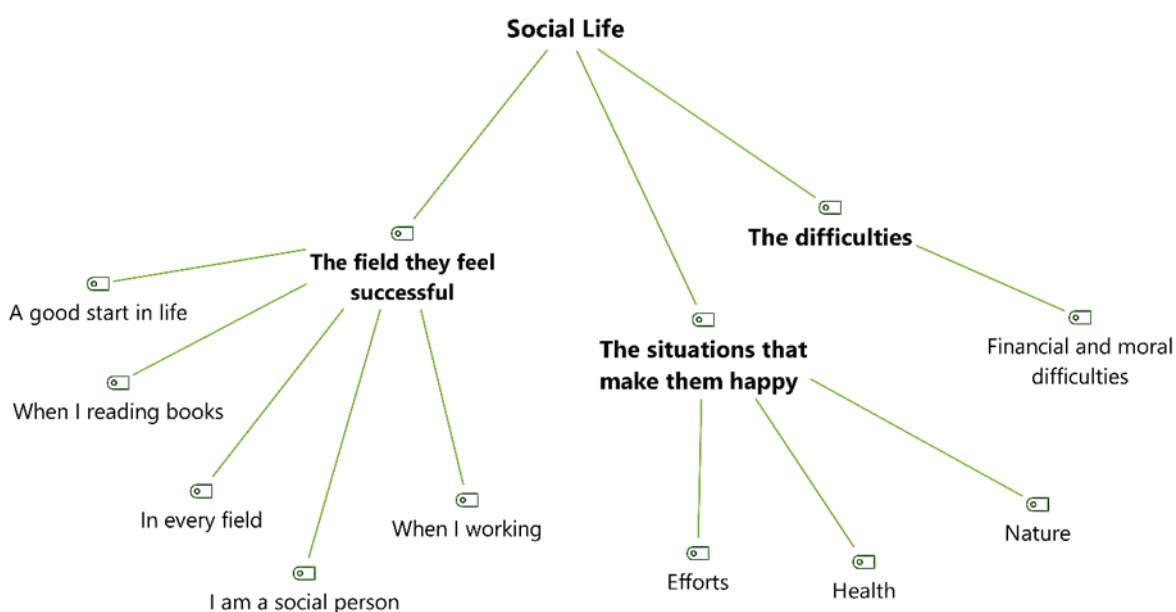 Social Life
The difficulties
The field they feel
successful
A good start in life
The situations that
make them happy
Financial and moral
difficulties
When I reading books
In every field
When I working
Nature
Efforts
Health
I am a social person